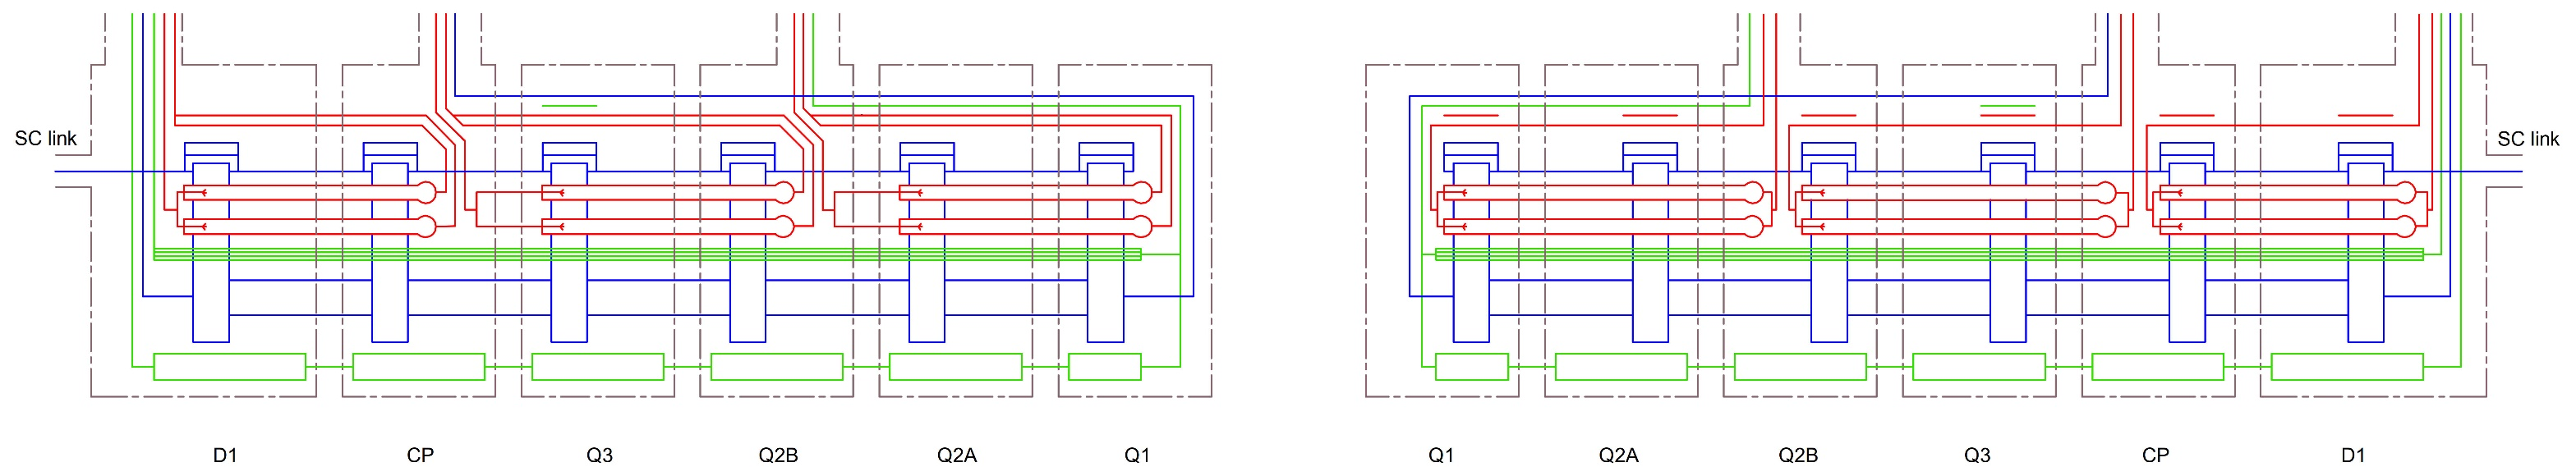 SC link
SC link
D1 CP Q3 Q2B Q2A Q1 Q1 Q2A Q2B Q3 CP D1